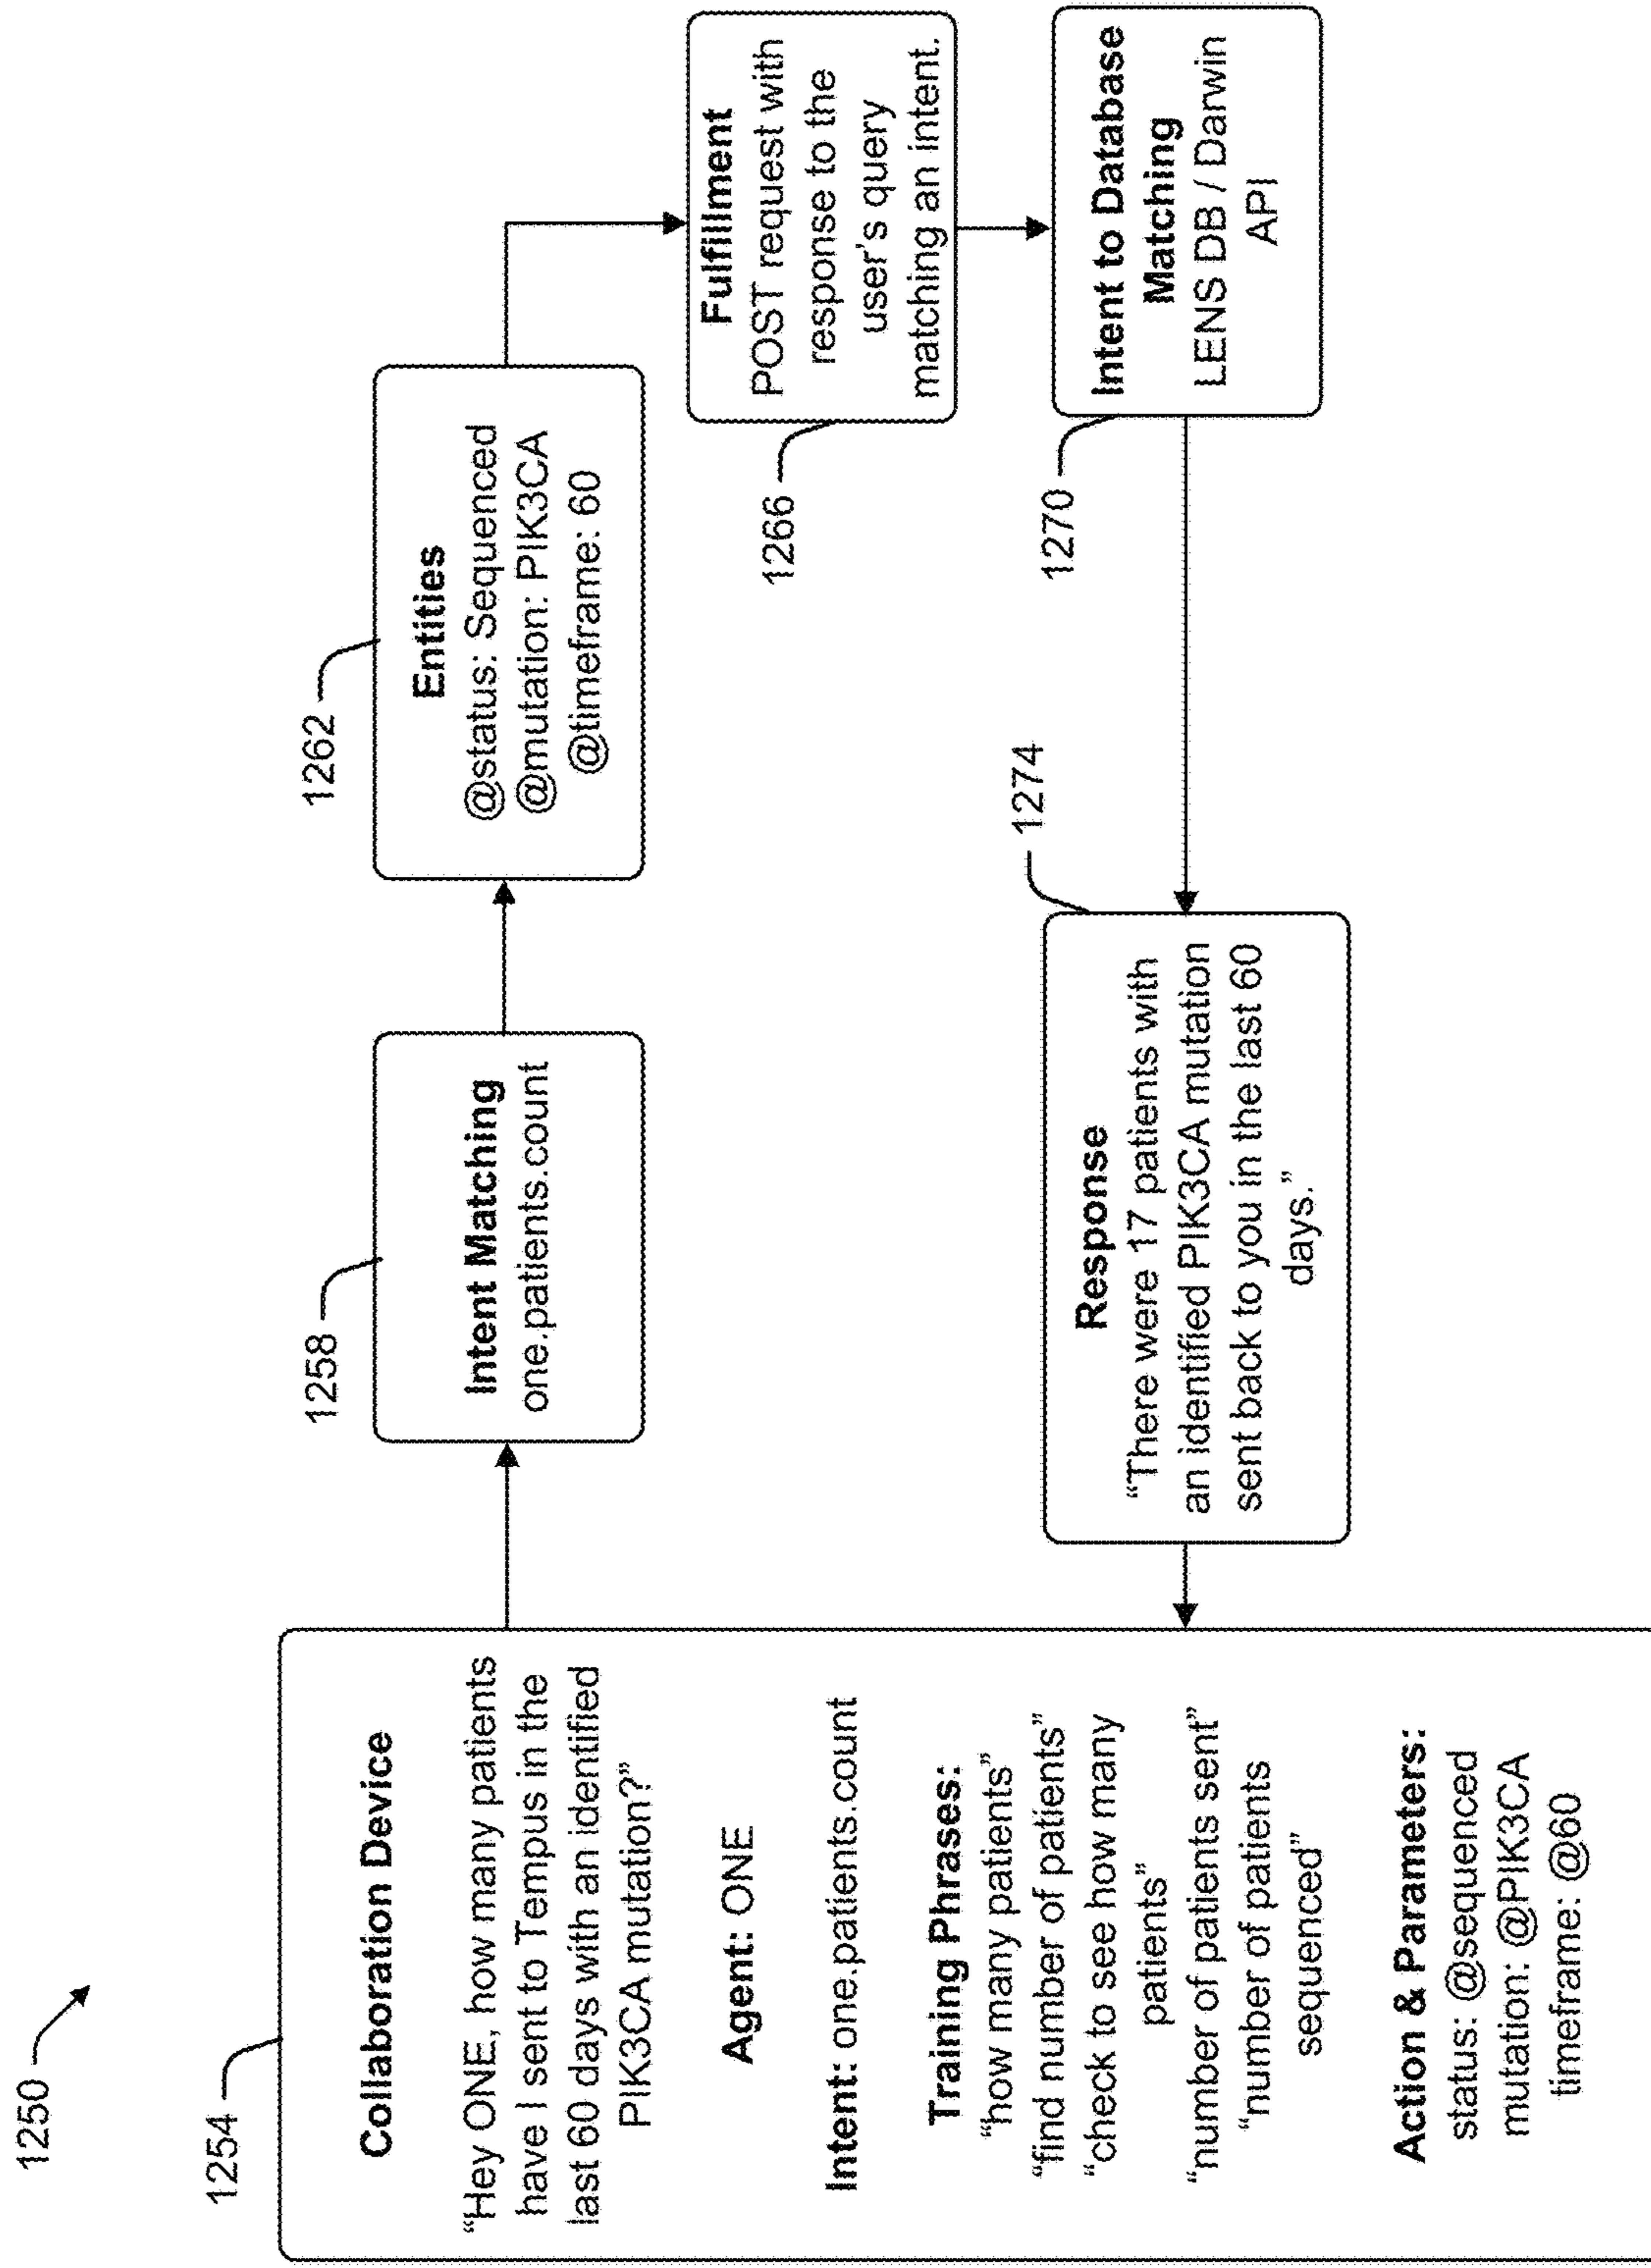 1250
1254
Collaboration Device
“Hey ONE, how many patients
have I sent to Tempus in the
last 60 days with an identified
PIK3CA mutation?”
Agent: ONE
Intent: one.patients.count
Training Phrases:
“how many patients”
“find number of patients”
“check to see how many
patients”
“number of patients sent”
“number of patients
sequenced”
Action & Parameters:
status: @sequenced
mutation: @PIK3CA
timeframe: @60
1258
Intent Matching
one.patients.count
1262
Entities
@status: Sequenced
@mutation: PIK3CA
@timeframe: 60
Fulfillment
POST request with
response to the
user’s query
matching an intent.
1266
Intent to Database
Matching
LENS DB / Darwin
API
1270
1274
Response
“There were 17 patients with
an identified PIK3CA mutation
sent back to you in the last 60
days.”